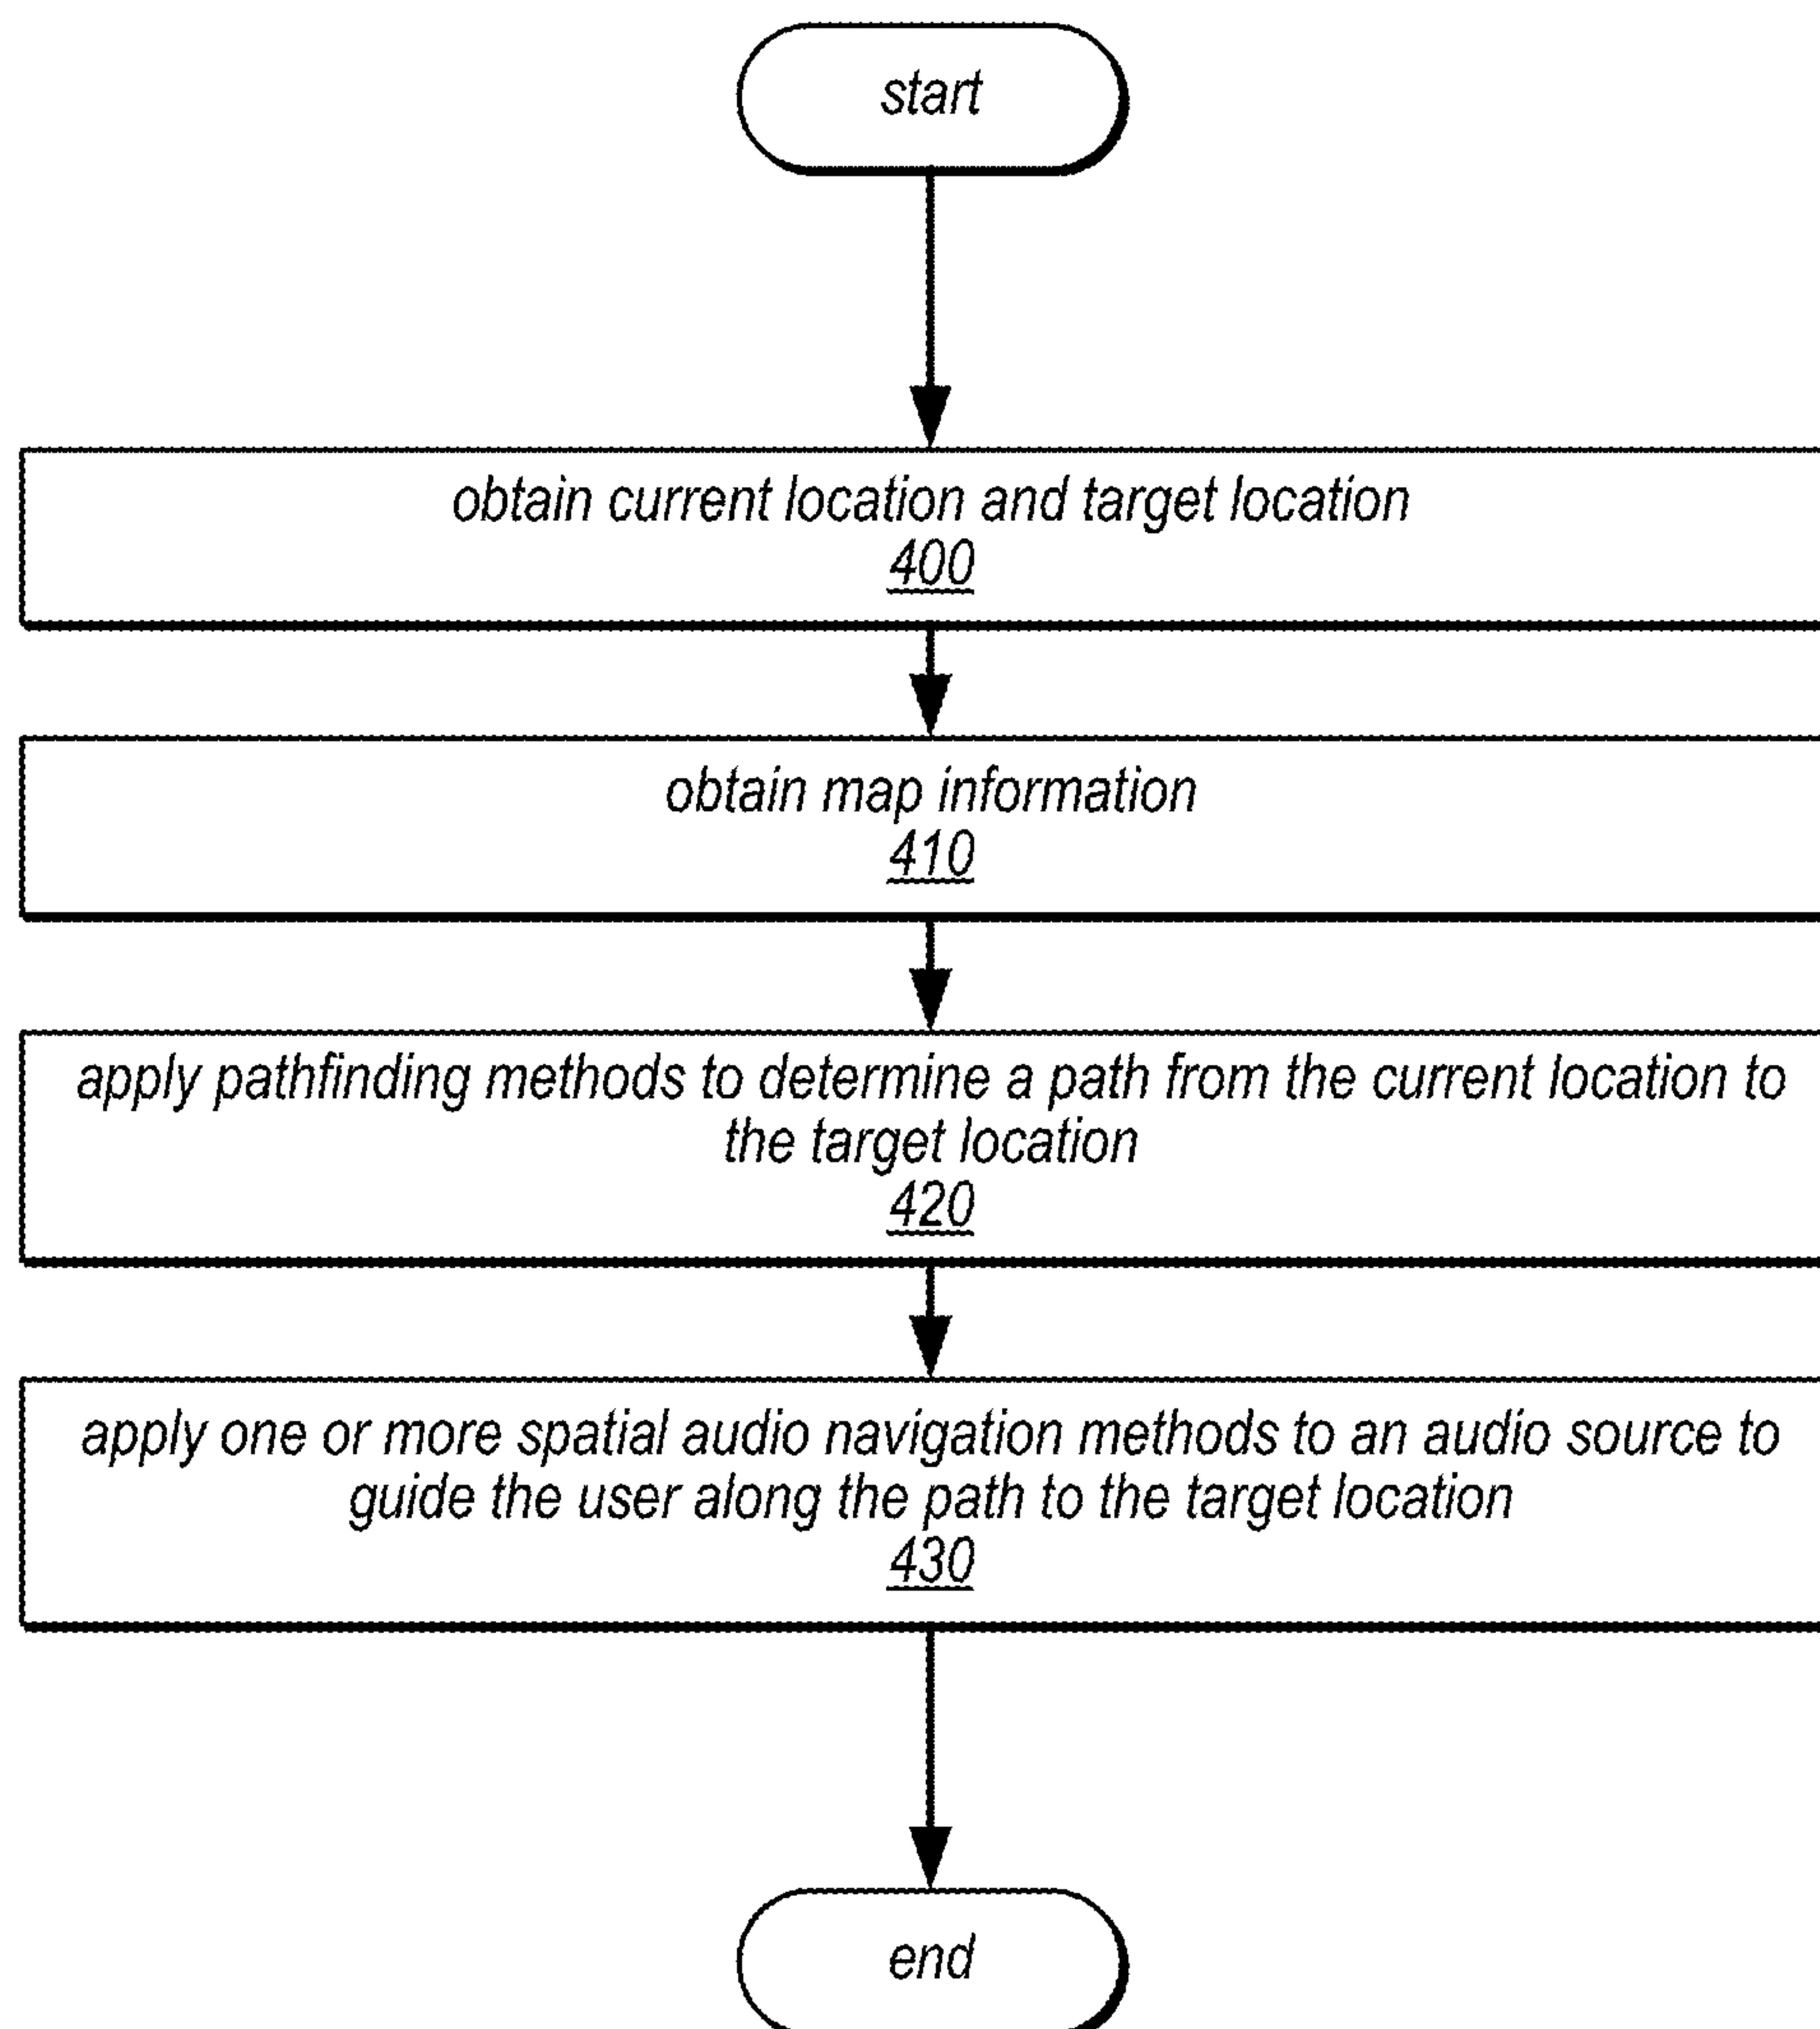 start
obtain current location and target location
400
obtain map information
410
apply pathfinding methods to determine a path from the current location to
the target location
420
apply one or more spatial audio navigation methods to an audio source to
guide the user along the path to the target location
430
end